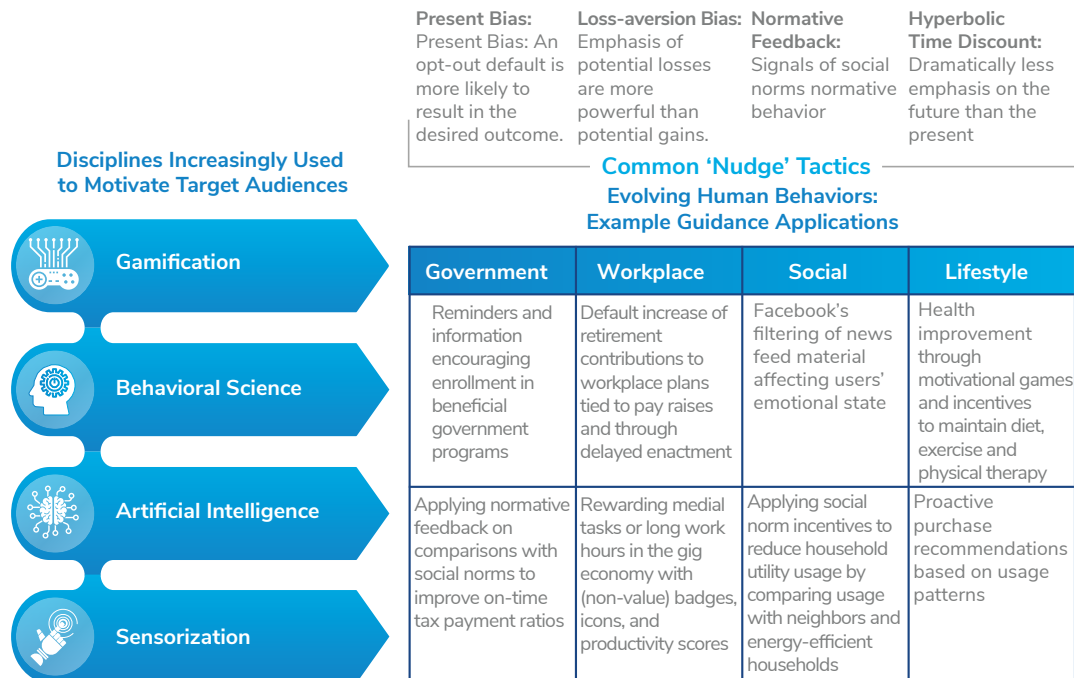 Present Bias:
Present Bias: An
opt-out default is
more likely to
result in the
desired outcome.
Loss-aversion Bias:
Emphasis of
potential losses
are more
powerful than
potential gains.
Normative
Feedback:
Signals of social
norms normative
behavior
Hyperbolic
Time Discount:
Dramatically less
emphasis on the
future than the
present
Common ‘Nudge’ Tactics
Disciplines Increasingly Used
to Motivate Target Audiences
Gamification
Behavioral Science
Artificial Intelligence
Sensorization
Evolving Human Behaviors:
Example Guidance Applications
Government
Workplace
Social
Lifestyle
Reminders and
information
encouraging
enrollment in
beneficial
government
programs
Default increase of
retirement
contributions to
workplace plans
tied to pay raises
and through
delayed enactment
Facebook’s
filtering of news
feed material
affecting users’
emotional state
Health
improvement
through
motivational games
and incentives
to maintain diet,
exercise and
physical therapy
Applying normative
feedback on
comparisons with
social norms to
improve on-time
tax payment ratios
Rewarding medial
tasks or long work
hours in the gig
economy with
(non-value) badges,
icons, and
productivity scores
Applying social
norm incentives to
reduce household
utility usage by
comparing usage
with neighbors and
energy-efficient
households
Proactive
purchase
recommendations
based on usage
patterns